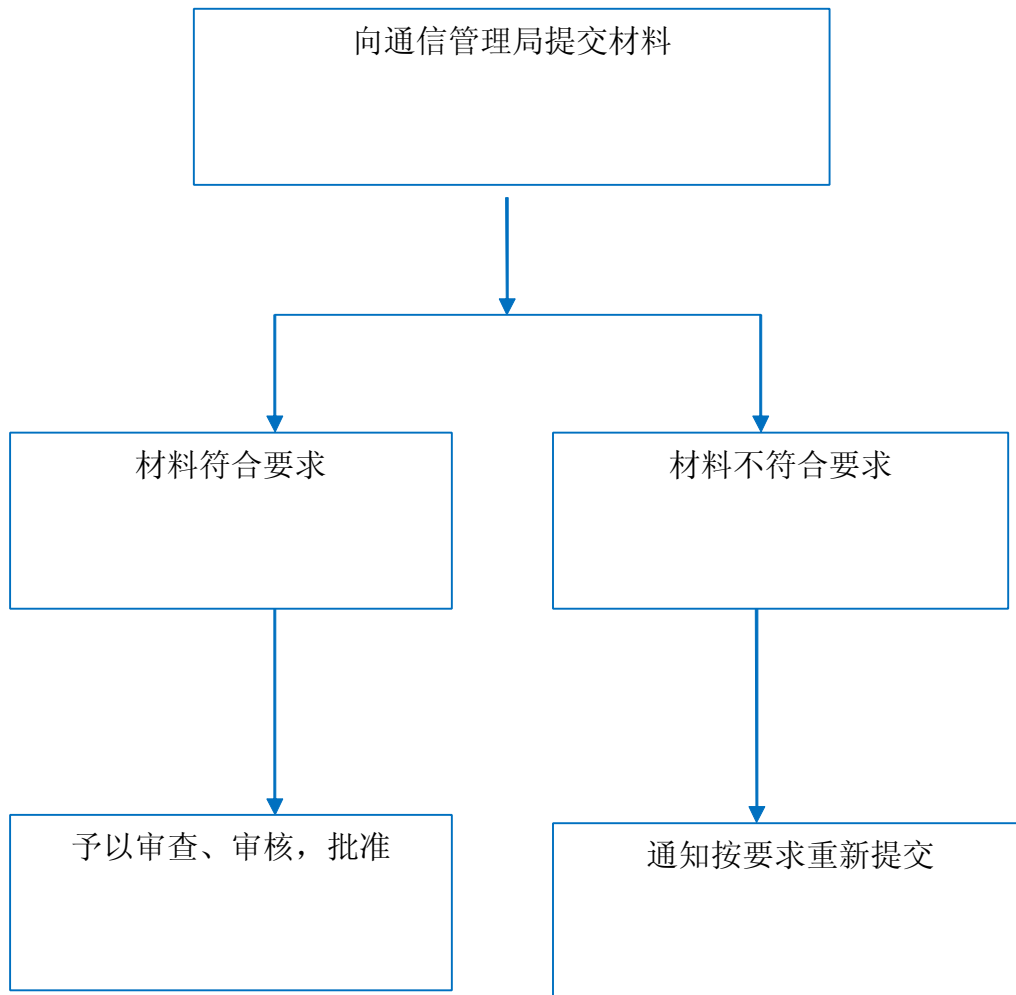 向通信管理局提交材料
材料符合要求
材料不符合要求
予以审查、审核，批准
通知按要求重新提交